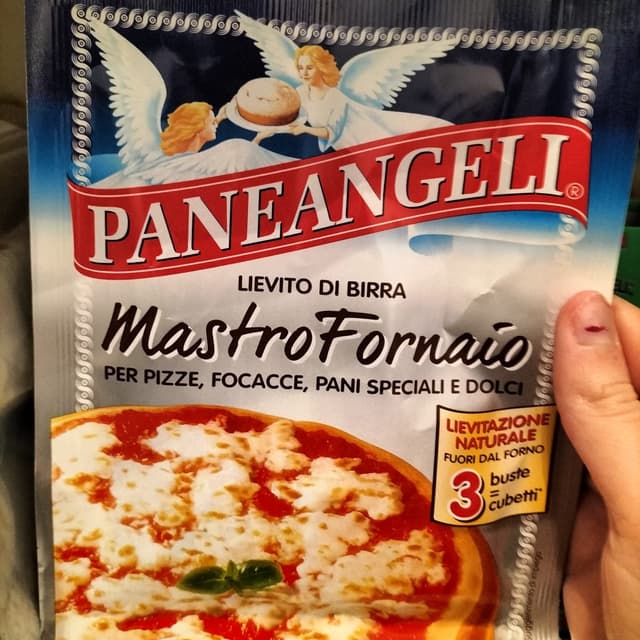 PANEANGELI®
LIEVITO DI BIRRA
MastroFornaio
PER PIZZE, FOCACCE, PANI SPECIALI E DOLCI
LIEVITAZIONE
NATURALE
FUORI DAL FORNO
3 buste
=
cubetti**